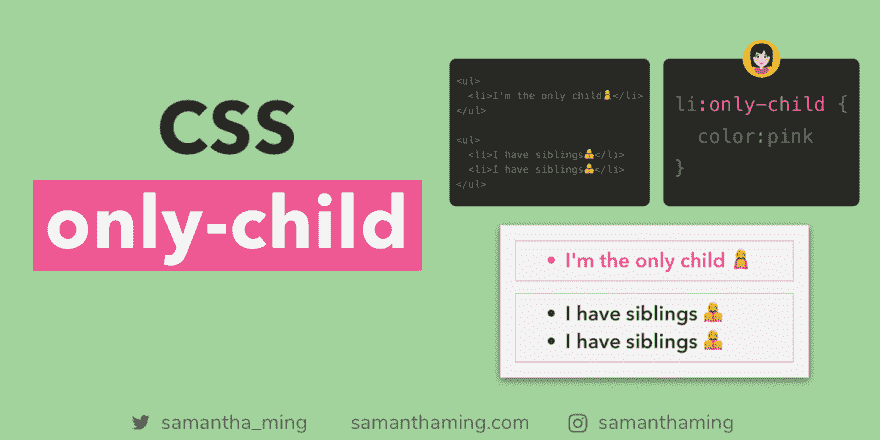 CSS
only-child
<ul>
<li>I'm the only child🧕</li>
</ul>
<ul>
<li>I have siblings👨‍👩‍👧</li>
<li>I have siblings👨‍👩‍👧</li>
</ul>
li:only-child {
color:pink
}
• I'm the only child
• I have siblings
• I have siblings
samantha_ming samanthaming.com samanthaming